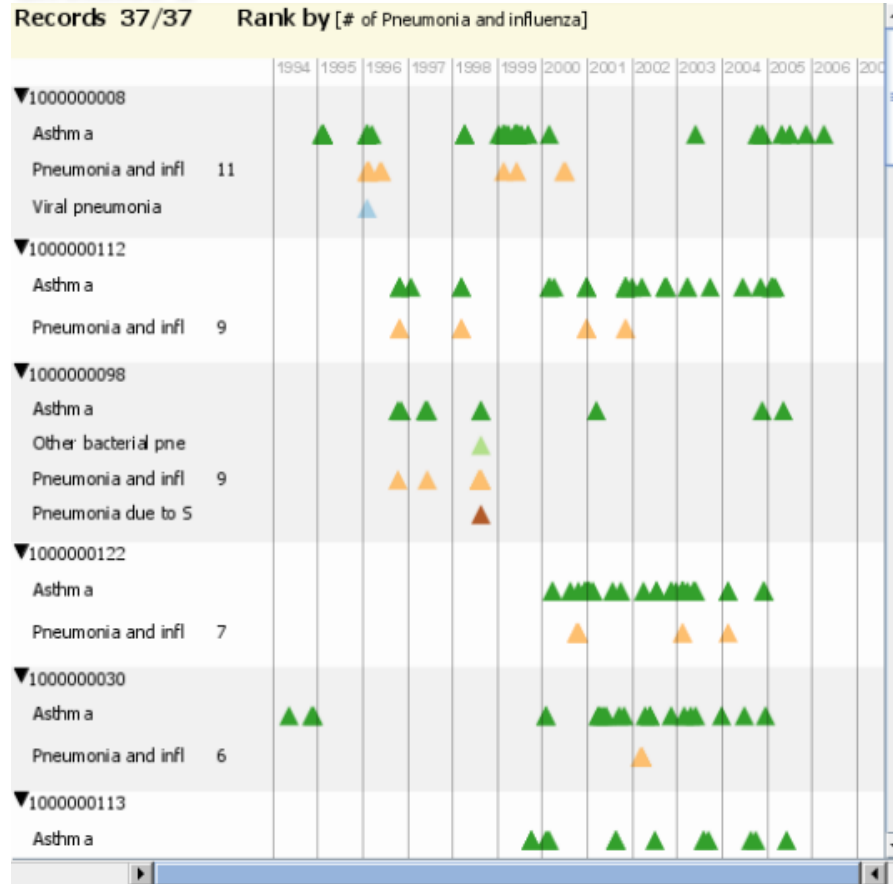 Records 37/37 Rank by [# of Pneumonia and influenza]
1994 1995 1996 1997 1998 1999 2000 2001 2002 2003 2004 2005 2006 200
1000000008
Asthma
Pneumonia and infl 11
Viral pneumonia
1000000112
Asthma
Pneumonia and infl 9
1000000098
Asthma
Other bacterial pne
Pneumonia and infl 9
Pneumonia due to S
1000000122
Asthma
Pneumonia and infl 7
1000000030
Asthma
Pneumonia and infl 6
1000000113
Asthma